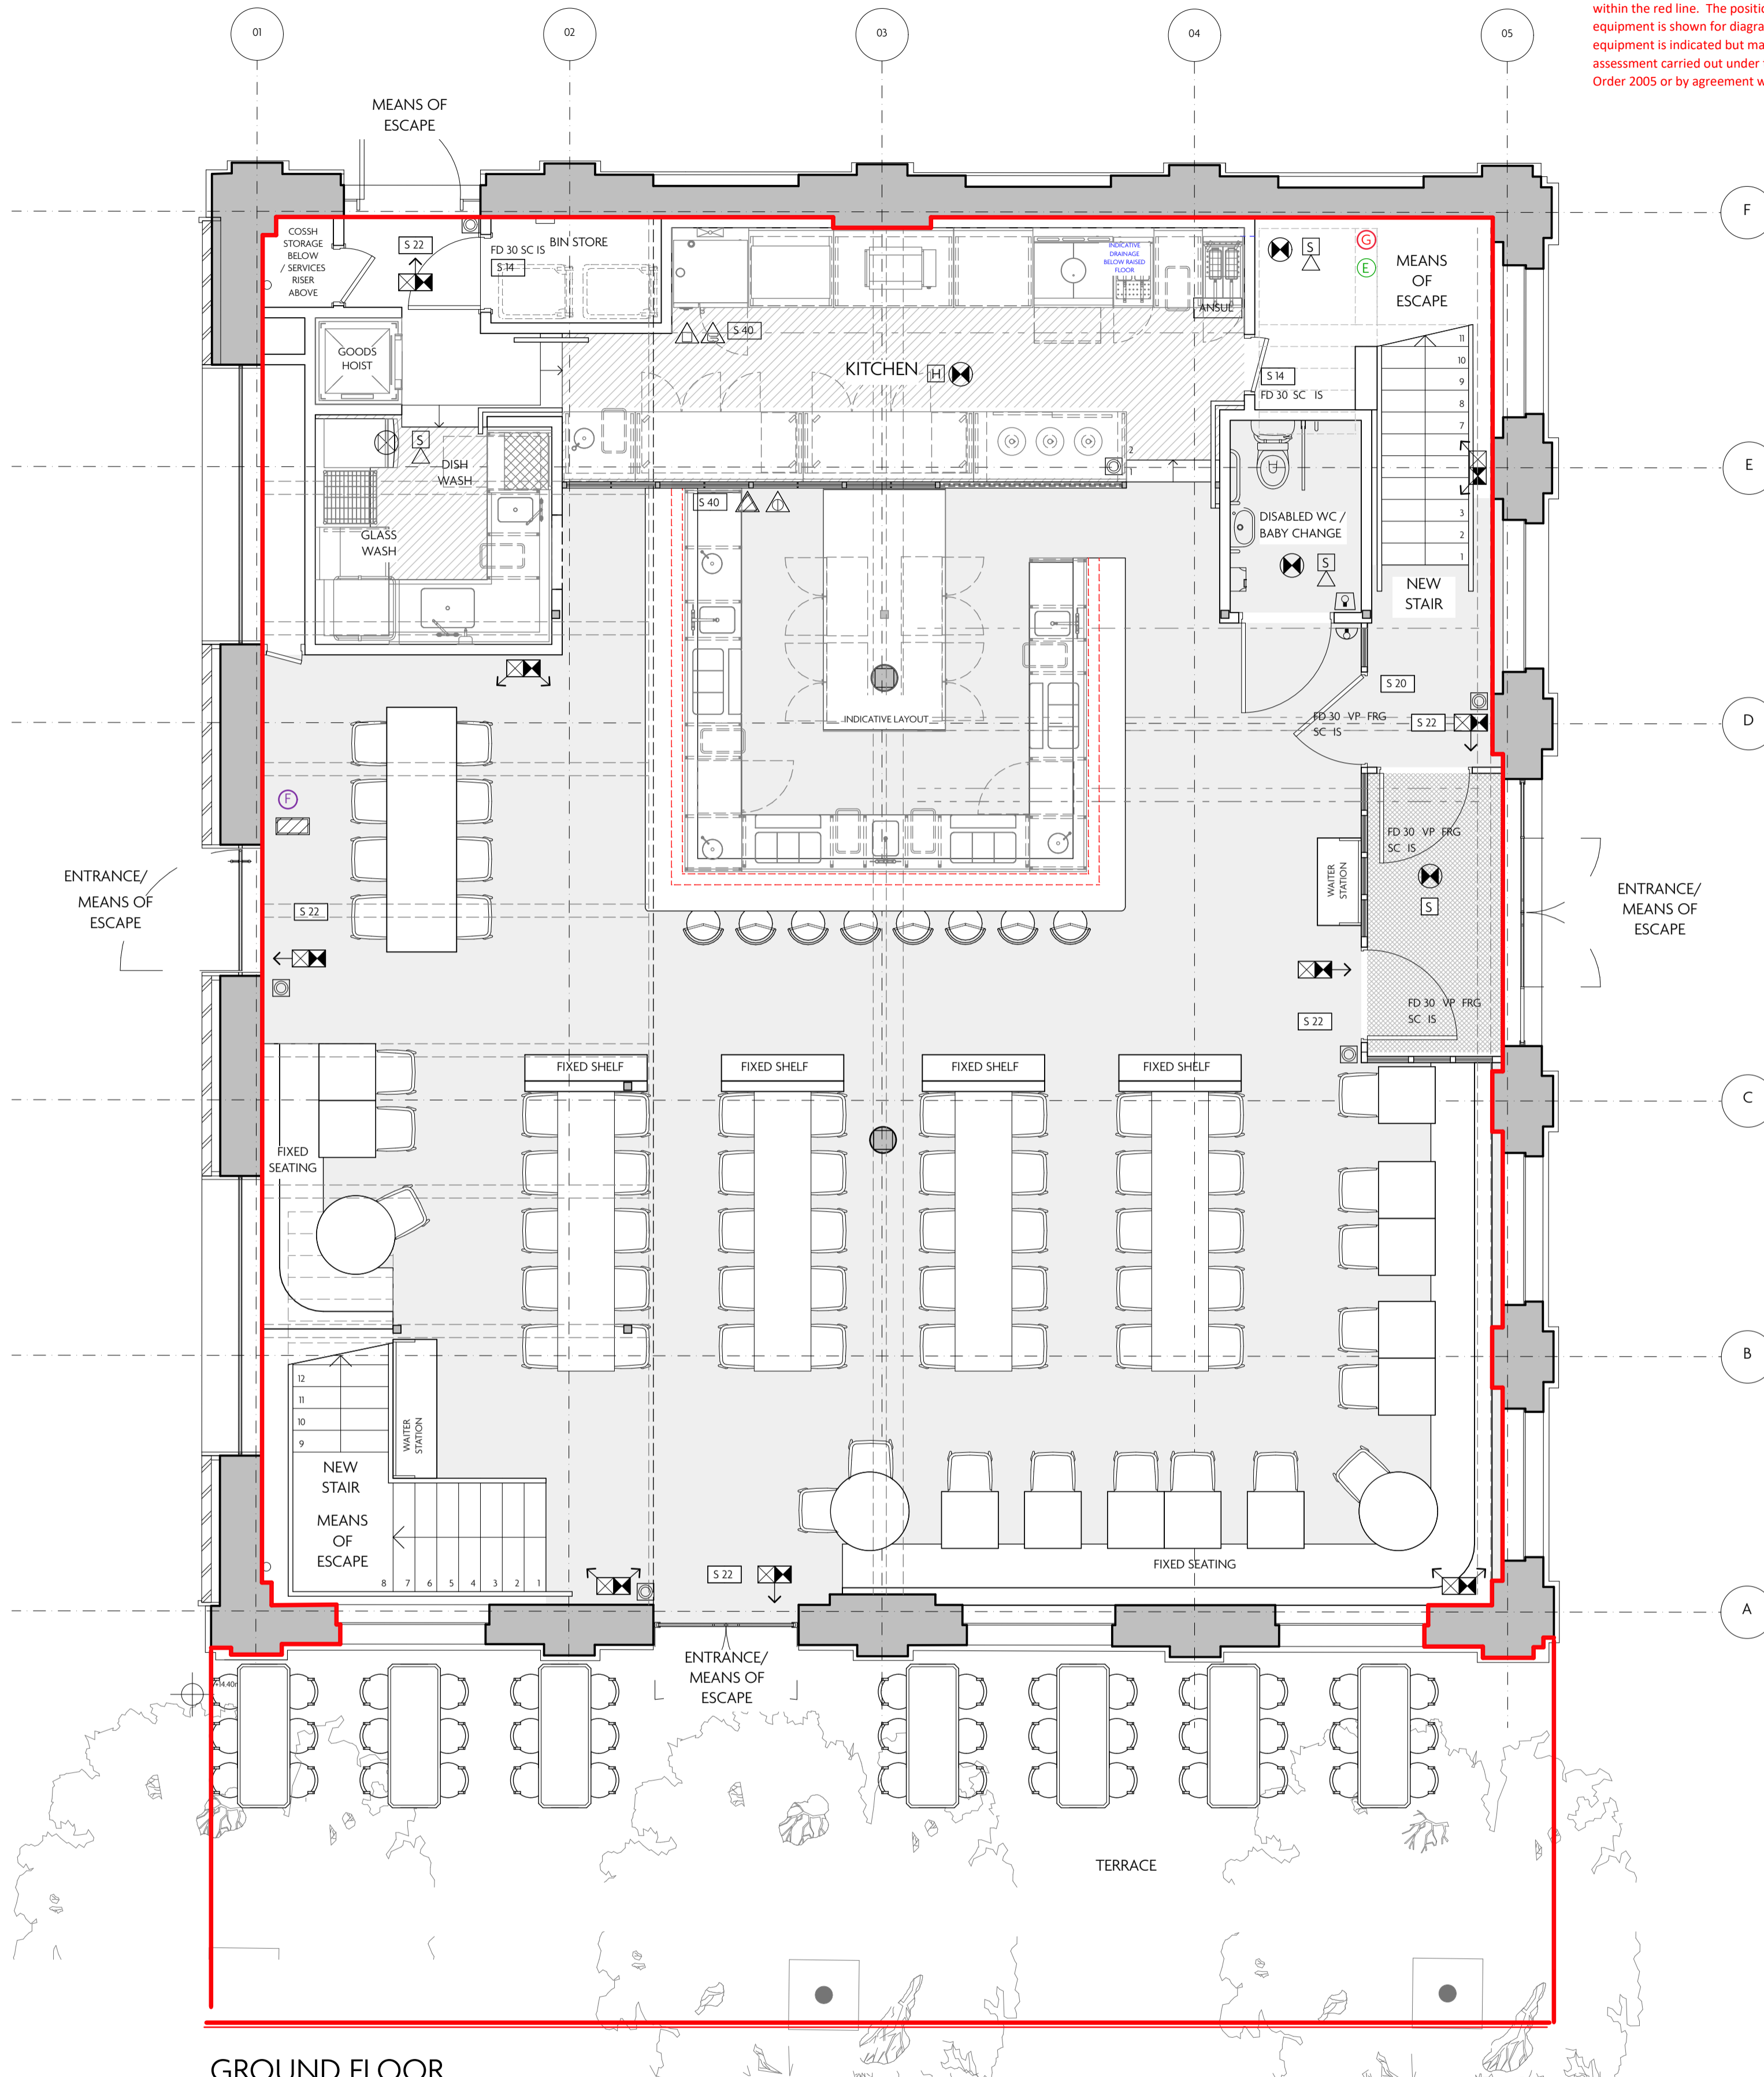 within the red line. The positio
equipment is shown for diagra
equipment is indicated but ma
assessment carried out under
Order 2005 or by agreement w
01
02
03
04
05
MEANS OF
ESCAPE
F
COSSH
STORAGE
BELOW
/ SERVICES
RISER
ABOVE
S 22
FD 30 SC IS
S 14
BIN STORE
INDICATIVE
DRAINAGE
BELOW RAISED
FLOOR
S
G
E
MEANS
OF
ESCAPE
ANSUL
S 40
GOODS
HOIST
KITCHEN
H
S 14
FD 30 SC IS
11
10
9
8
7
3
2
1
E
S
DISH
WASH
GLASS
WASH
2
S 40
DISABLED WC /
BABY CHANGE
S
NEW
STAIR
INDICATIVE LAYOUT
S 20
FD 30 VP FRG
SC IS
S 22
D
F
FD 30 VP FRG
SC IS
WAITER
STATION
S
ENTRANCE/
MEANS OF
ESCAPE
S 22
ENTRANCE/
MEANS OF
ESCAPE
FD 30 VP FRG
SC IS
S 22
FIXED SHELF
FIXED SHELF
FIXED SHELF
FIXED SHELF
C
FIXED
SEATING
B
12
11
10
9
WAITER
STATION
NEW
STAIR
MEANS
OF
ESCAPE
8
7
6
5
4
3
2
1
S 22
FIXED SEATING
A
ENTRANCE/
MEANS OF
ESCAPE
TERRACE
GROUND FLOOR